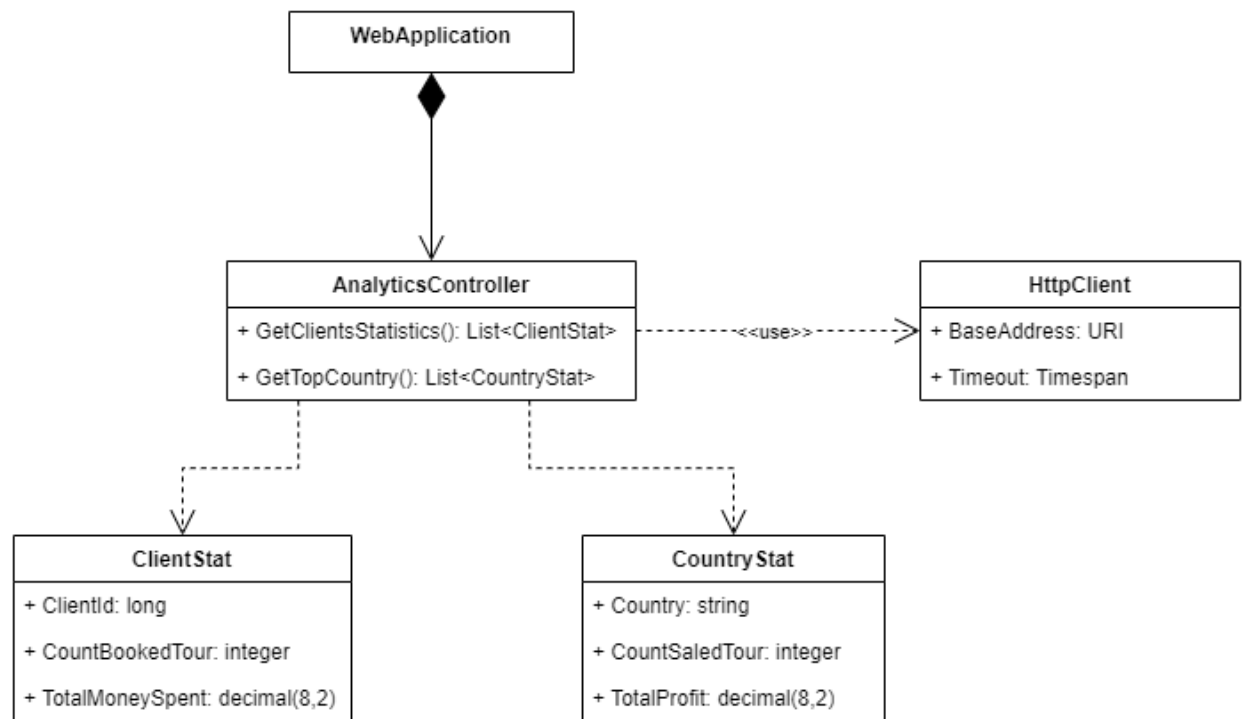 WebApplication
AnalyticsController
+ GetClientsStatistics(): List<ClientStat>
+ GetTopCountry(): List<CountryStat>
<<use>>
HttpClient
+ BaseAddress: URI
+ Timeout: Timespan
ClientStat
+ ClientId: long
+ CountBookedTour: integer
+ TotalMoneySpent: decimal(8,2)
CountryStat
+ Country: string
+ CountSaledTour: integer
+ TotalProfit: decimal(8,2)